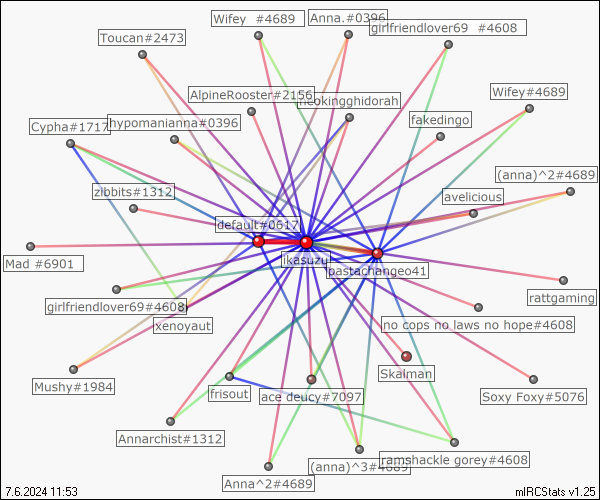 Wifey  #4689
Anna.#0396
girlfriendlover69  #4608
Toucan#2473
AlpineRooster#2156
neokingghidorah
Wifey#4689
Cypha#1717
hypomanianna#0396
fakedingo
(anna)^2#4689
zibbits#1312
avelicious
default#0617
ikasuzu
Mad #6901
pastachangeo41
rattgaming
girlfriendlover69#4608
xenoyaut
no cops no laws no hope#4608
Skalman
Mushy#1984
frisout
ace deucy#7097
Soxy Foxy#5076
Annarchist#1312
(anna)^3#4689
ramshackle gorey#4608
Anna^2#4689
7.6.2024 11:53
mIRCStats v1.25